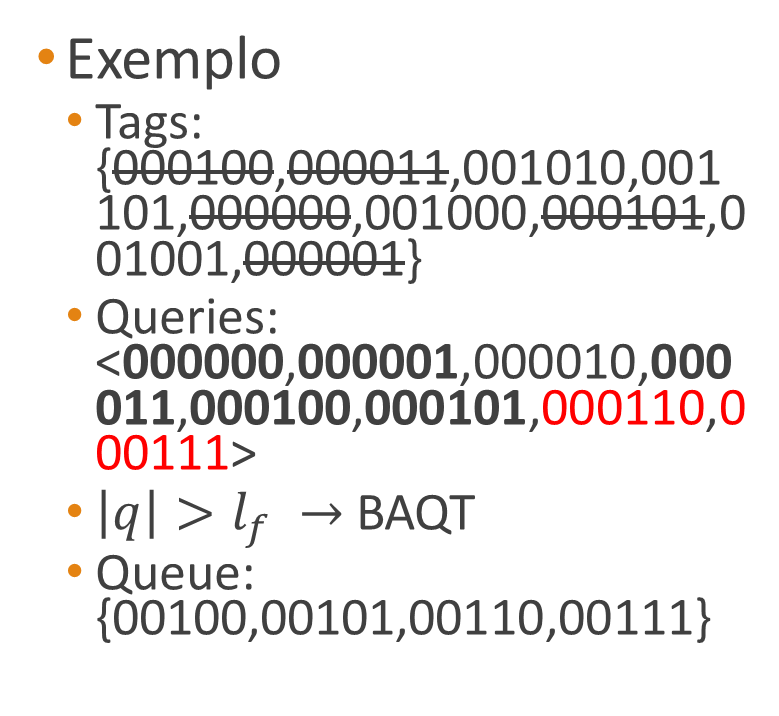 • Exemplo
• Tags:
{000100,000011,001010,001
101,000000,001000,000101,0
01001,000001}
• Queries:
<000000,000001,000010,000
011,000100,000101,000110,0
00111>
• |q| > l_f → BAQT
• Queue:
{00100,00101,00110,00111}